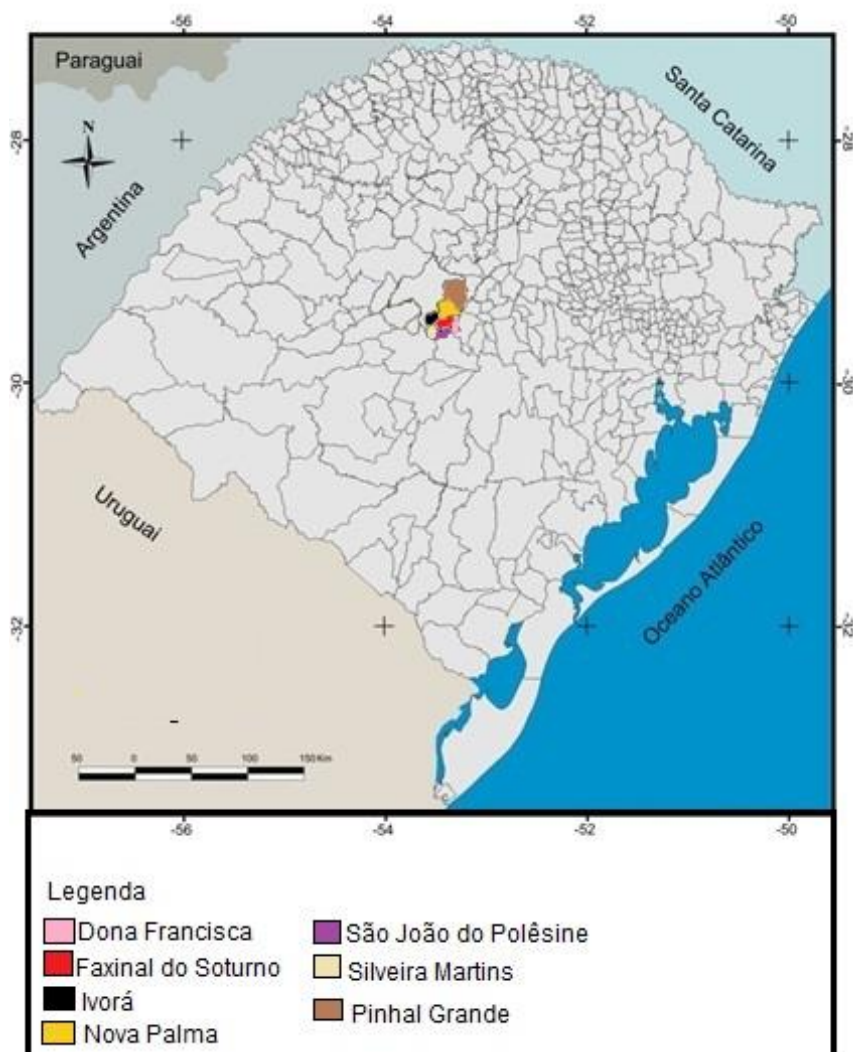 -56 -54 -52 -50
Paraguai
Santa Catarina
N
-28 -28
Argentina
-30 -30
Uruguai
Oceano Atlântico
-32 -32
50 0 50 100 150 Km
-56 -54 -52 -50
Legenda
Dona Francisca
Faxinal do Soturno
Ivorá
Nova Palma
São João do Polêsine
Silveira Martins
Pinhal Grande